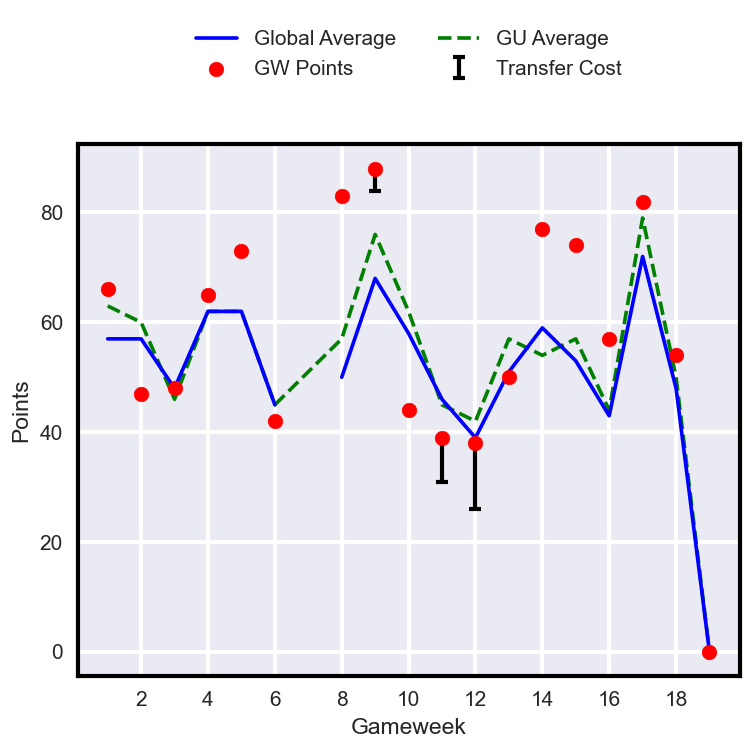 Global Average GU Average
GW Points Transfer Cost
80
60
40
20
0
Points
2 4 6 8 10 12 14 16 18
Gameweek